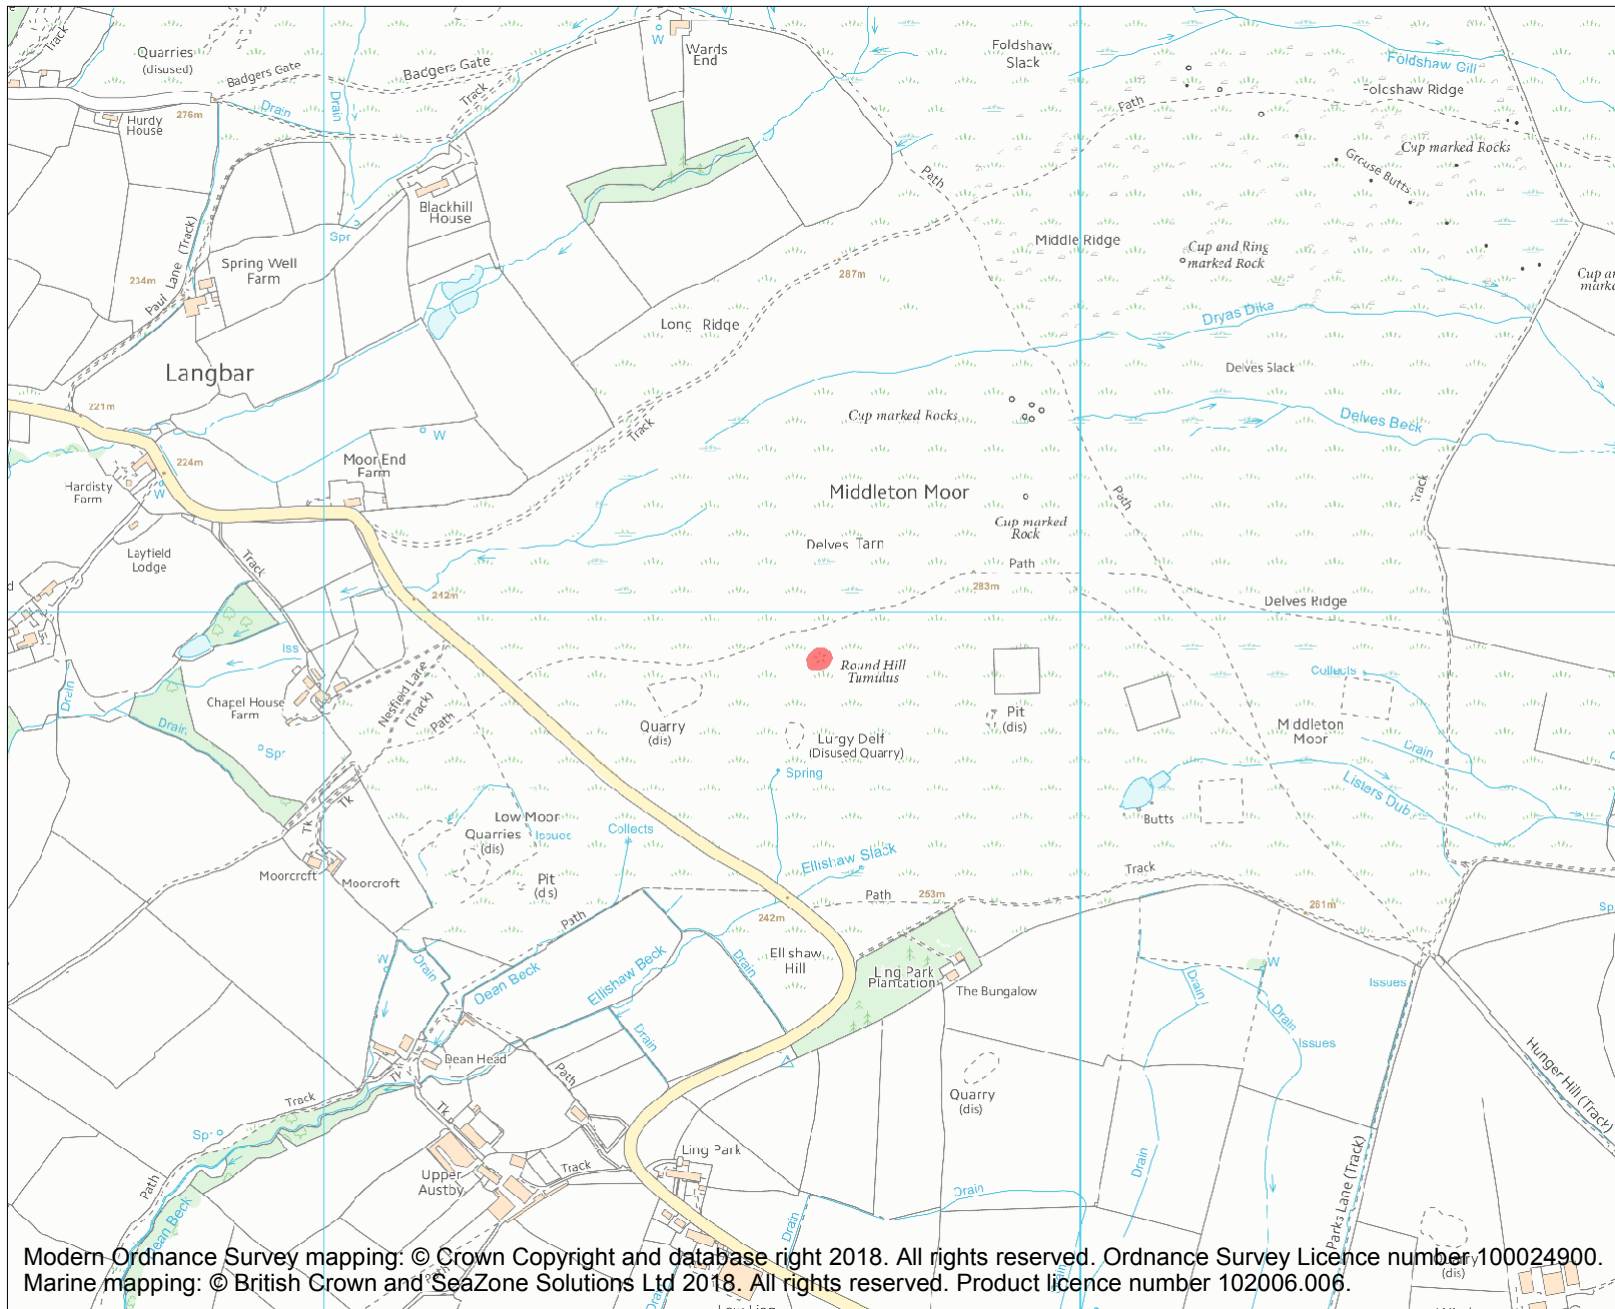 Track
Quarries
(disused)
Badgers Gate
Badgers Gate
W
Wards
End
Foldshaw
Slack
Foldshaw Gill
Track
Path
Drain
Drain
276m
Hurdy
House
Cup marked Rocks
Grouse Butts
Path
Blackhill
House
Spr
Paul Lane (Track)
Spring Well
Farm
234m
287m
Middle Ridge
Cup and Ring
marked Rock
Long Ridge
Langbar
Delves Slack
221m
Cup marked Rocks
Delves Beck
Track
W
224m
Moor End
Farm
Hardisty
Farm
W
Middleton Moor
Path
Track
Cup marked
Rock
Layfield
Lodge
Track
Delves Tarn
Path
283m
242m
Delves Ridge
Iss
Round Hill
Tumulus
Collects
Drain
Chapel House
Farm
Nesfield Lane
(Track)
Path
Drain
Spr
Quarry
(dis)
Lurgy Delf
(Disused Quarry)
Pit
(dis)
Middleton
Moor
Drain
Spring
Listers Dub
Tk
Tk
Low Moor
Quarries
(dis)
Collects
Butts
Ellishaw Slack
Moorcroft
Moorcroft
Pit
(dis)
Track
Path
253m
261m
Path
242m
Spr
W
Drain
Dean Beck
Ellishaw Beck
Drain
Ellishaw
Hill
Ling Park
Plantation
The Bungalow
W
Drain
Issues
Drain
Issues
Drain
Dean Head
Tk
Path
Hunger Hill (Track)
Track
Tk
Quarry
(dis)
Spr
Ling Park
Upper
Austby
Track
Path
Drain
Drain
Parks Lane (Track)
Drain
Dean Beck
Path
Modern Ordnance Survey mapping: © Crown Copyright and database right 2018. All rights reserved. Ordnance Survey Licence number 100024900.
Marine mapping: © British Crown and SeaZone Solutions Ltd 2018. All rights reserved. Product licence number 102006.006.
(dis)